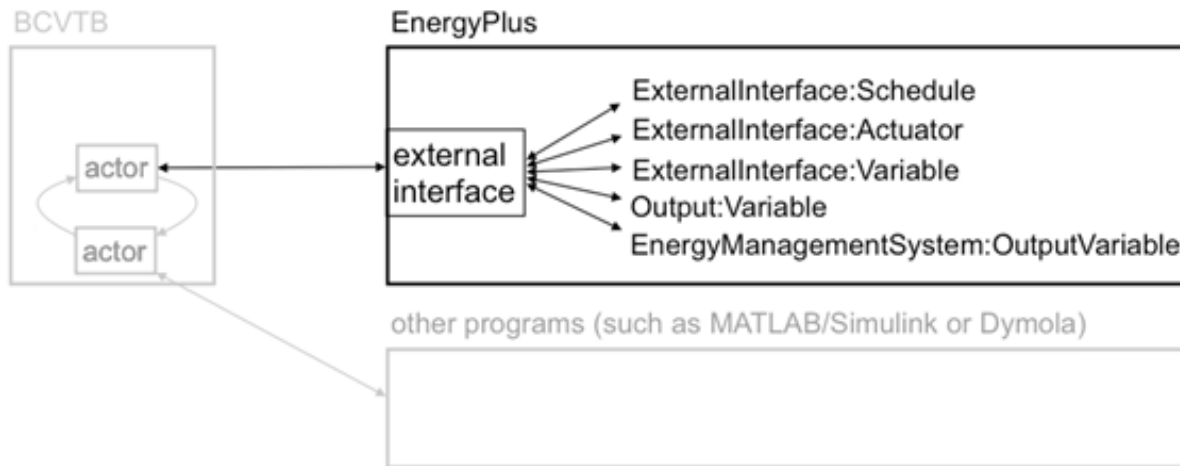 BCVTB
EnergyPlus
ExternalInterface:Schedule
ExternalInterface:Actuator
ExternalInterface:Variable
Output:Variable
EnergyManagementSystem:OutputVariable
external
interface
actor
actor
other programs (such as MATLAB/Simulink or Dymola)